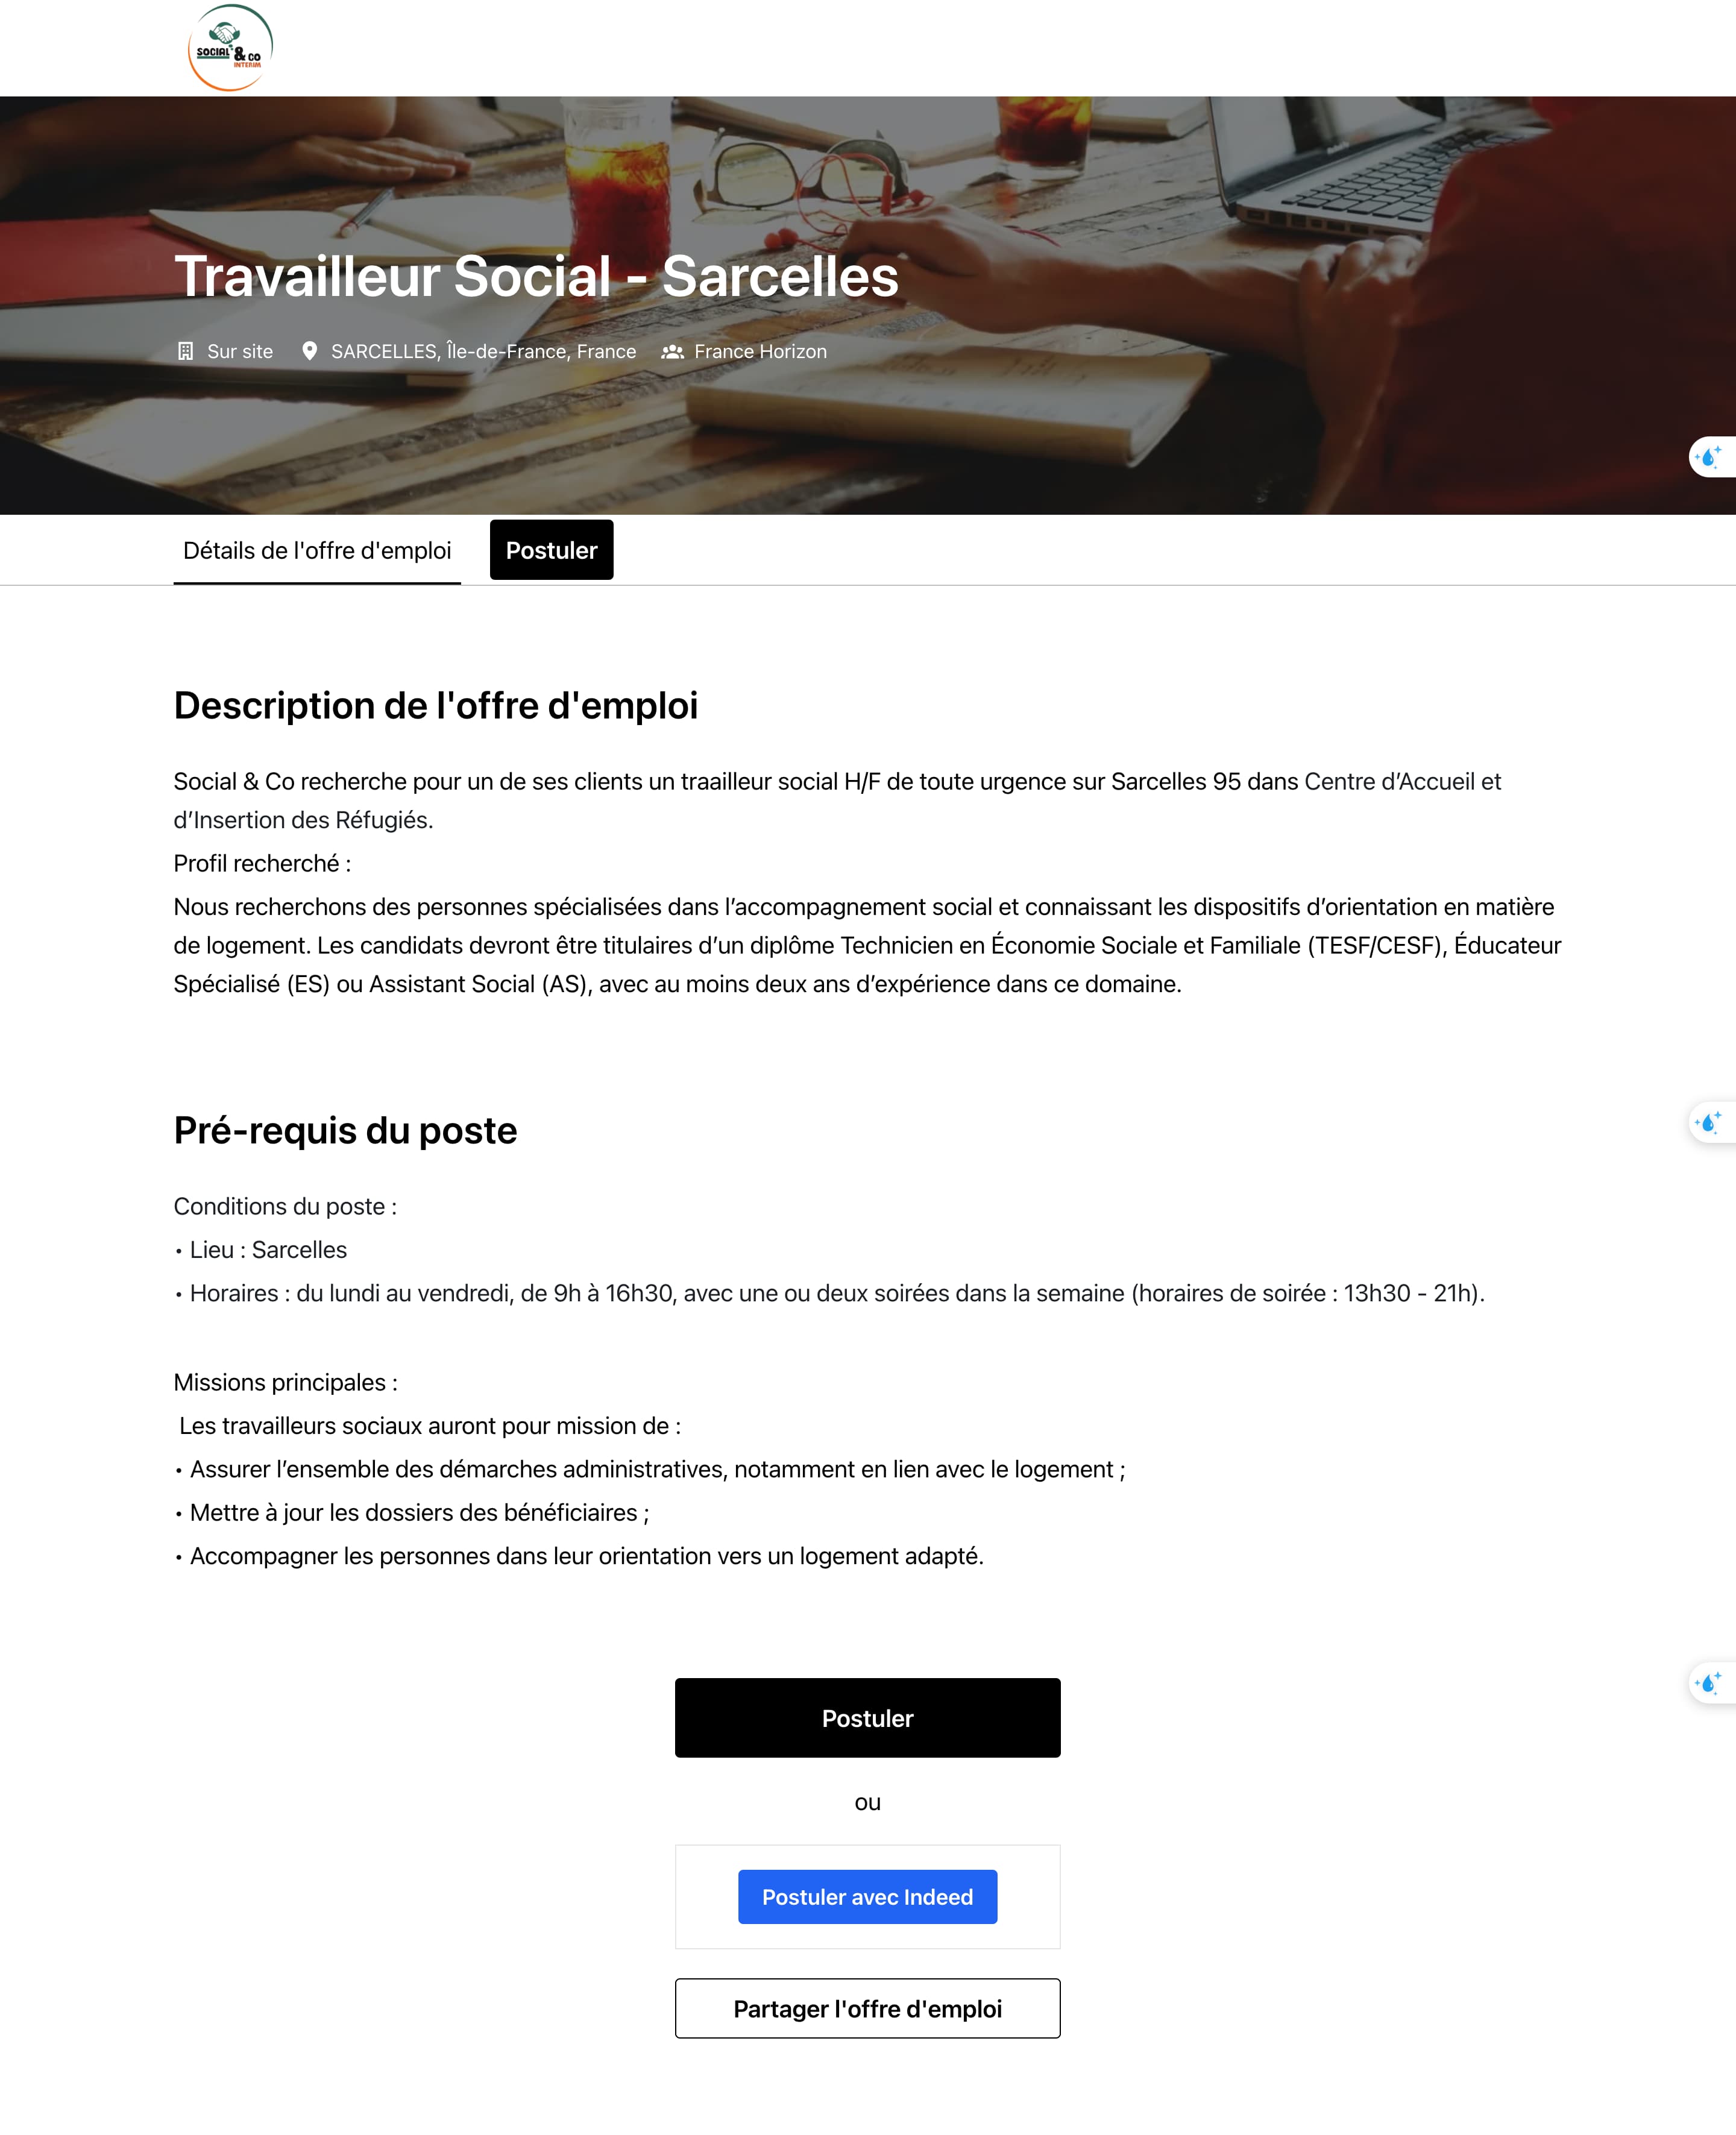 SOCIAL & CO
INTERIM
Travailleur Social - Sarcelles
Sur site SARCELLES, Île-de-France, France France Horizon
Détails de l'offre d'emploi Postuler
Description de l'offre d'emploi
Social & Co recherche pour un de ses clients un traailleur social H/F de toute urgence sur Sarcelles 95 dans Centre d’Accueil et
d’Insertion des Réfugiés.
Profil recherché :
Nous recherchons des personnes spécialisées dans l’accompagnement social et connaissant les dispositifs d’orientation en matière
de logement. Les candidats devront être titulaires d’un diplôme Technicien en Économie Sociale et Familiale (TESF/CESF), Éducateur
Spécialisé (ES) ou Assistant Social (AS), avec au moins deux ans d’expérience dans ce domaine.
Pré-requis du poste
Conditions du poste :
• Lieu : Sarcelles
• Horaires : du lundi au vendredi, de 9h à 16h30, avec une ou deux soirées dans la semaine (horaires de soirée : 13h30 - 21h).
Missions principales :
Les travailleurs sociaux auront pour mission de :
• Assurer l’ensemble des démarches administratives, notamment en lien avec le logement ;
• Mettre à jour les dossiers des bénéficiaires ;
• Accompagner les personnes dans leur orientation vers un logement adapté.
Postuler
ou
Postuler avec Indeed
Partager l'offre d'emploi